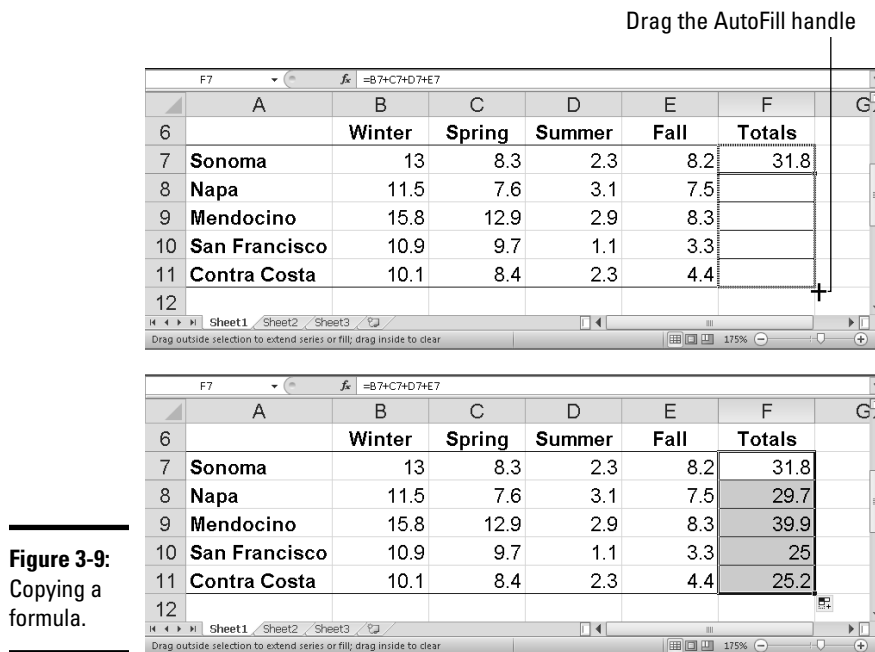 Drag the AutoFill handle
F7 fx =B7+C7+D7+E7
A B C D E F G
6 Winter Spring Summer Fall Totals
7 Sonoma 13 8.3 2.3 8.2 31.8
8 Napa 11.5 7.6 3.1 7.5
9 Mendocino 15.8 12.9 2.9 8.3
10 San Francisco 10.9 9.7 1.1 3.3
11 Contra Costa 10.1 8.4 2.3 4.4
12
Sheet1 Sheet2 Sheet3
Drag outside selection to extend series or fill; drag inside to clear 175%
F7 fx =B7+C7+D7+E7
A B C D E F G
6 Winter Spring Summer Fall Totals
7 Sonoma 13 8.3 2.3 8.2 31.8
8 Napa 11.5 7.6 3.1 7.5 29.7
9 Mendocino 15.8 12.9 2.9 8.3 39.9
10 San Francisco 10.9 9.7 1.1 3.3 25
11 Contra Costa 10.1 8.4 2.3 4.4 25.2
12
Sheet1 Sheet2 Sheet3
Drag outside selection to extend series or fill; drag inside to clear 175%
Figure 3-9:
Copying a
formula.